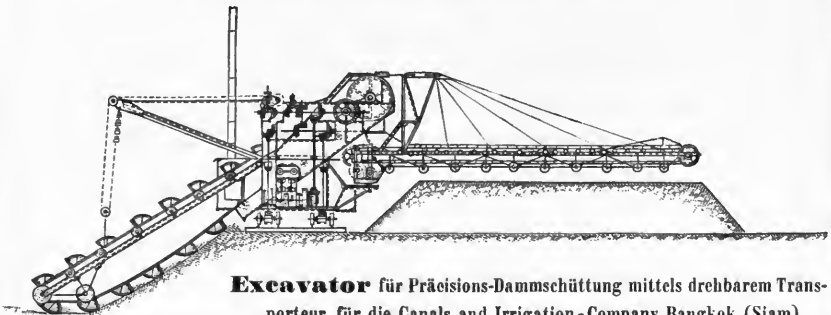 Excavator für Präcisions-Dammschüttung mittels drehbarem Trans-
porteur, für die Canals and Irrigation-Company Bangkok (Siam)